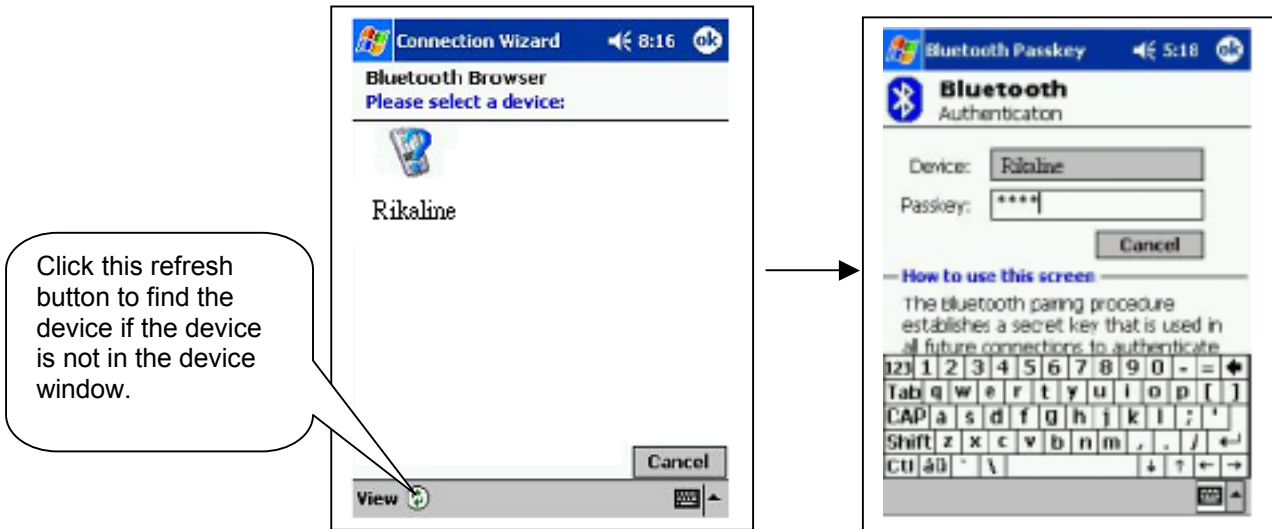 Click this refresh
button to find the
device if the device
is not in the device
window.
Connection Wizard 8:16 ok
Bluetooth Browser
Please select a device:
Rikaline
Cancel
View
Bluetooth Passkey 5:18 ok
Bluetooth
Authentication
Device: Rikaline
Passkey: ****
Cancel
How to use this screen
The Bluetooth pairing procedure
establishes a secret key that is used in
all future connections to authenticate
123 1 2 3 4 5 6 7 8 9 0 - =
Tab q w e r t y u i o p [ ]
CAP a s d f g h j k l ; '
Shift z x c v b n m , . /
Ctl áü ` \